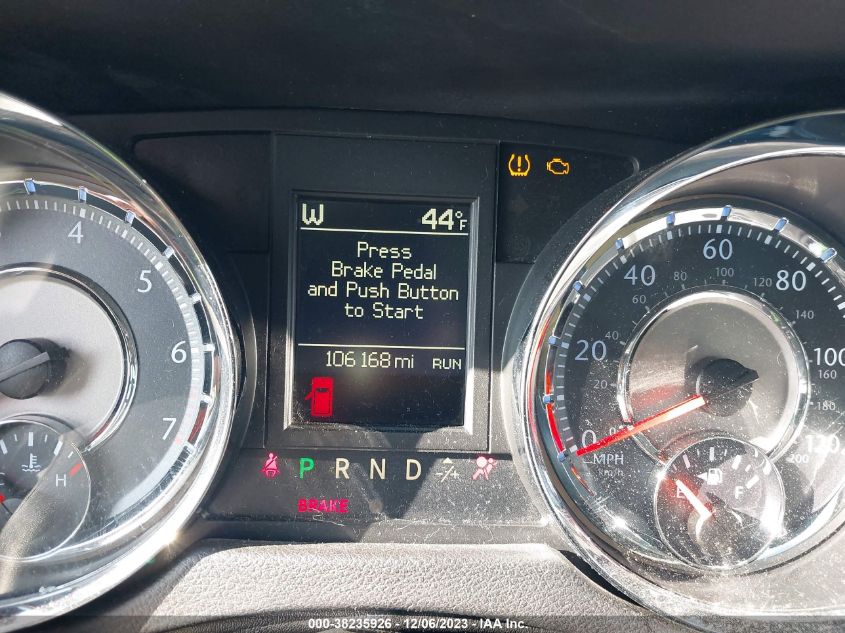 W 44°F
Press
Brake Pedal
and Push Button
to Start
106168 mi RUN
P R N D -/+
BRAKE
4
5
6
7
H
0 20 40 60 80 100 120
20 40 60 80 100 120 140 160 180 200
MPH
km/h
E F
000-38235926 - 12/06/2023 - IAA Inc.